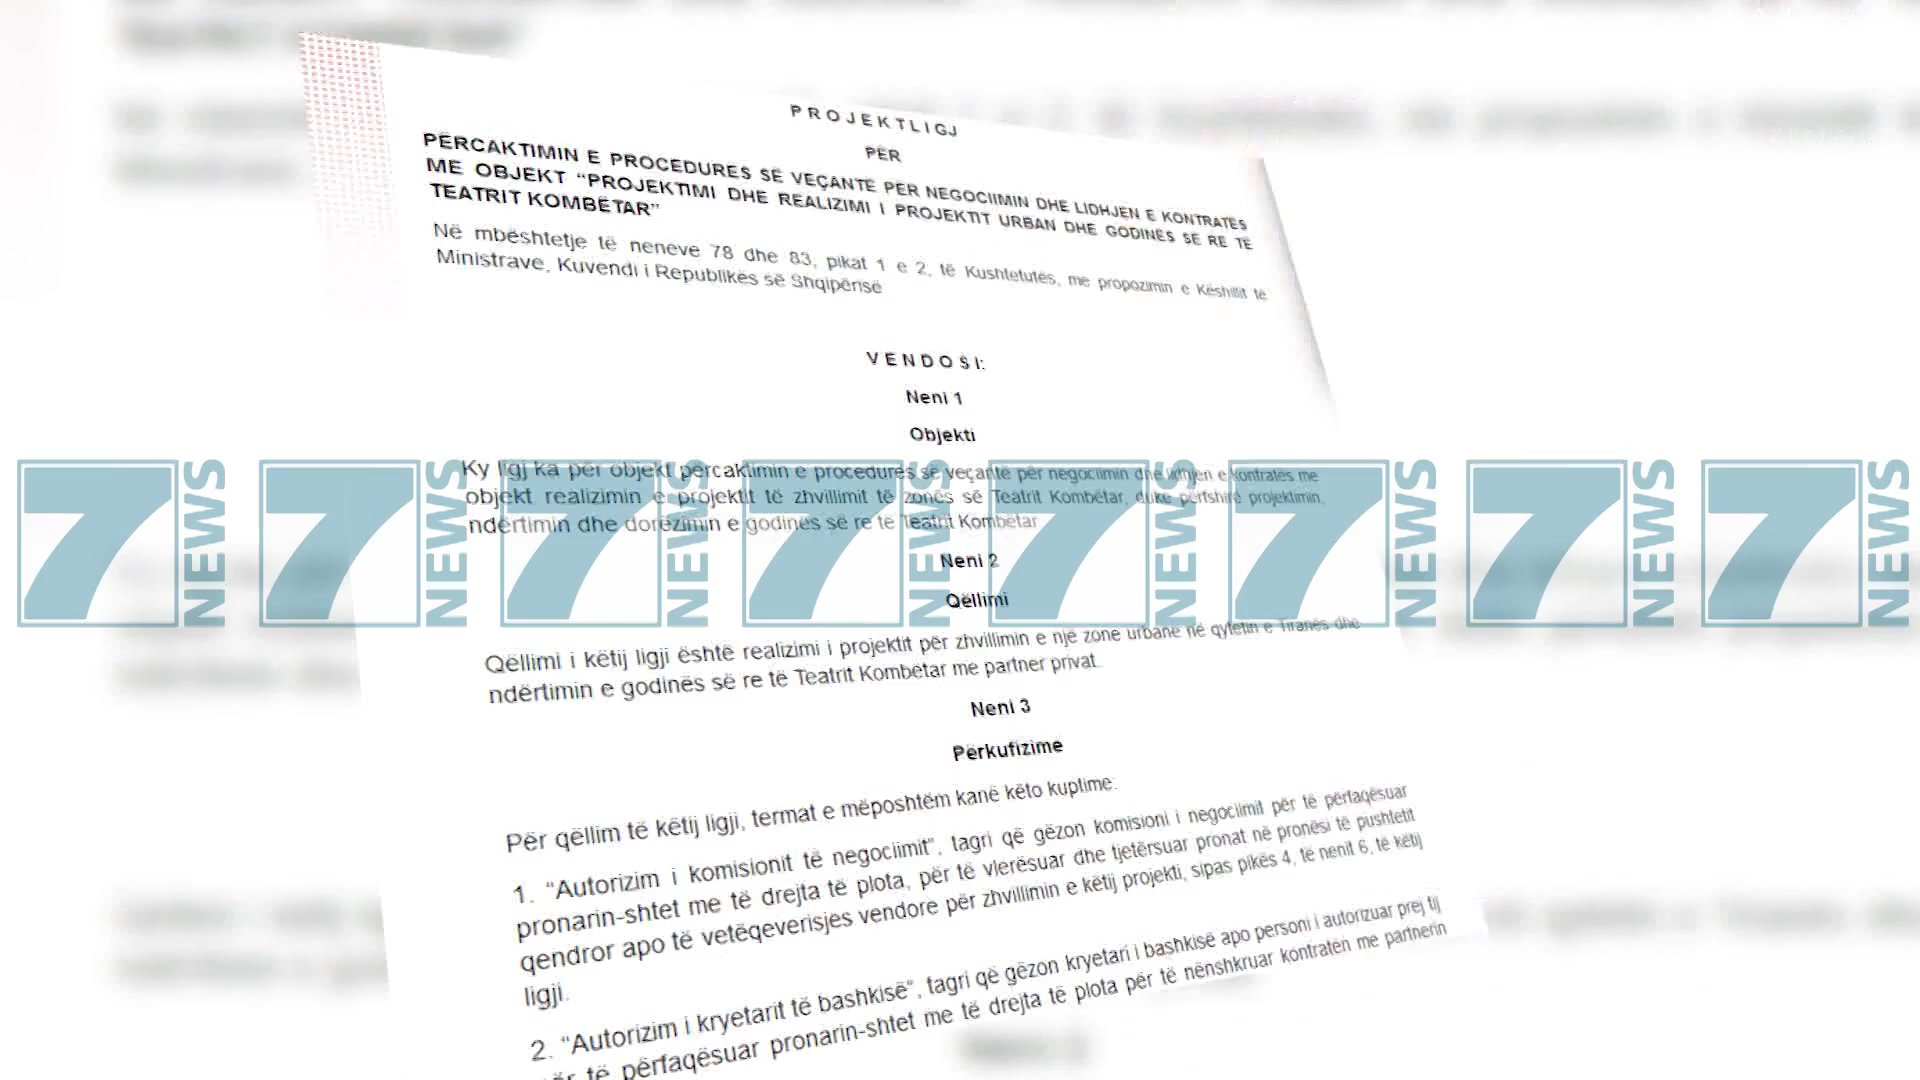 PROJEKTLIGJ
PËR
PËRCAKTIMIN E PROCEDURËS SË VEÇANTË PËR NEGOCIIMIN DHE LIDHJEN E KONTRATËS
ME OBJEKT “PROJEKTIMI DHE REALIZIMI I PROJEKTIT URBAN DHE GODINËS SË RE TË
TEATRIT KOMBËTAR”
Në mbështetje të neneve 78 dhe 83, pikat 1 e 2, të Kushtetutës, me propozimin e Këshillit të
Ministrave, Kuvendi i Republikës së Shqipërisë
VENDOSI:
Neni 1
Objekti
Ky ligj ka për objekt përcaktimin e procedurës së veçantë për negociimin dhe lidhjen e kontratës me
objekt realizimin e projektit të zhvillimit të zonës së Teatrit Kombëtar, duke përfshirë projektimin,
ndërtimin dhe dorëzimin e godinës së re të Teatrit Kombëtar
7 NEWS 7 NEWS 7 NEWS 7 NEWS 7 NEWS 7 NEWS 7 NEWS 7 NEWS
Neni 2
Qëllimi
Qëllimi i këtij ligji është realizimi i projektit për zhvillimin e një zone urbane në qytetin e Tiranës dhe
ndërtimin e godinës së re të Teatrit Kombëtar me partner privat.
Neni 3
Përkufizime
Për qëllim të këtij ligji, termat e mëposhtëm kanë këto kuptime:
1. “Autorizim i komisionit të negociimit”, tagri që gëzon komisioni i negociimit për të përfaqësuar
pronarin-shtet me të drejta të plota, për të vlerësuar dhe tjetërsuar pronat në pronësi të pushtetit
qendror apo të vetëqeverisjes vendore për zhvillimin e këtij projekti, sipas pikës 4, të nenit 6, të këtij
ligji.
2. “Autorizim i kryetarit të bashkisë”, tagri që gëzon kryetari i bashkisë apo personi i autorizuar prej tij
për të përfaqësuar pronarin-shtet me të drejta të plota për të nënshkruar kontratën me partnerin